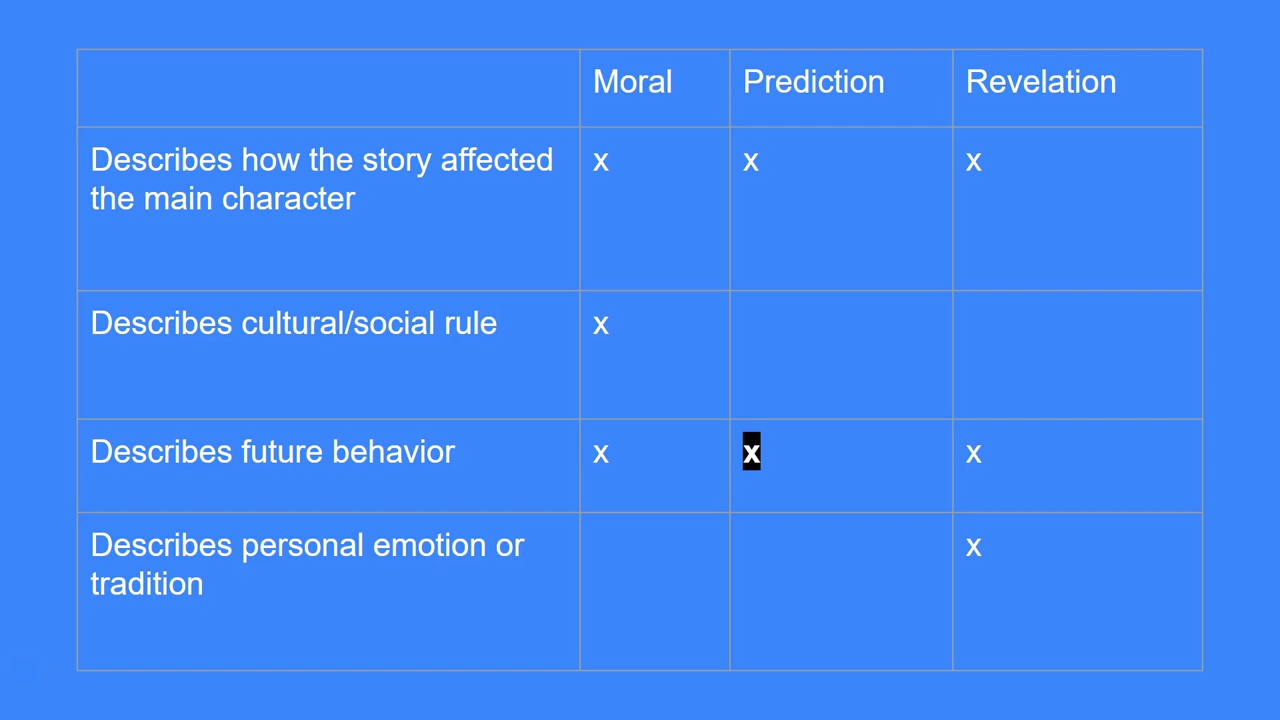 Moral Prediction Revelation
Describes how the story affected x x x
the main character
Describes cultural/social rule x
Describes future behavior x x x
Describes personal emotion or x
tradition